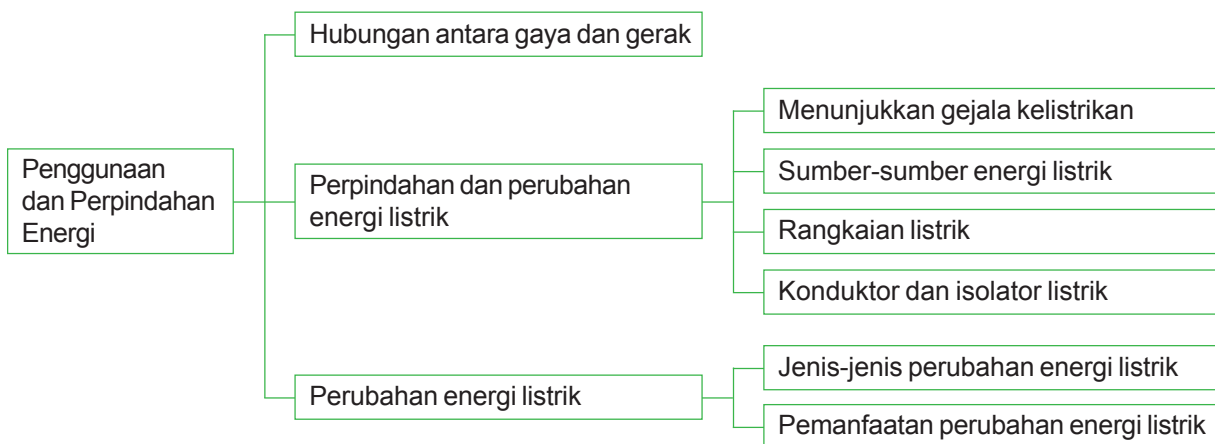 Penggunaan
dan Perpindahan
Energi
Hubungan antara gaya dan gerak
Perpindahan dan perubahan
energi listrik
Menunjukkan gejala kelistrikan
Sumber-sumber energi listrik
Rangkaian listrik
Konduktor dan isolator listrik
Perubahan energi listrik
Jenis-jenis perubahan energi listrik
Pemanfaatan perubahan energi listrik